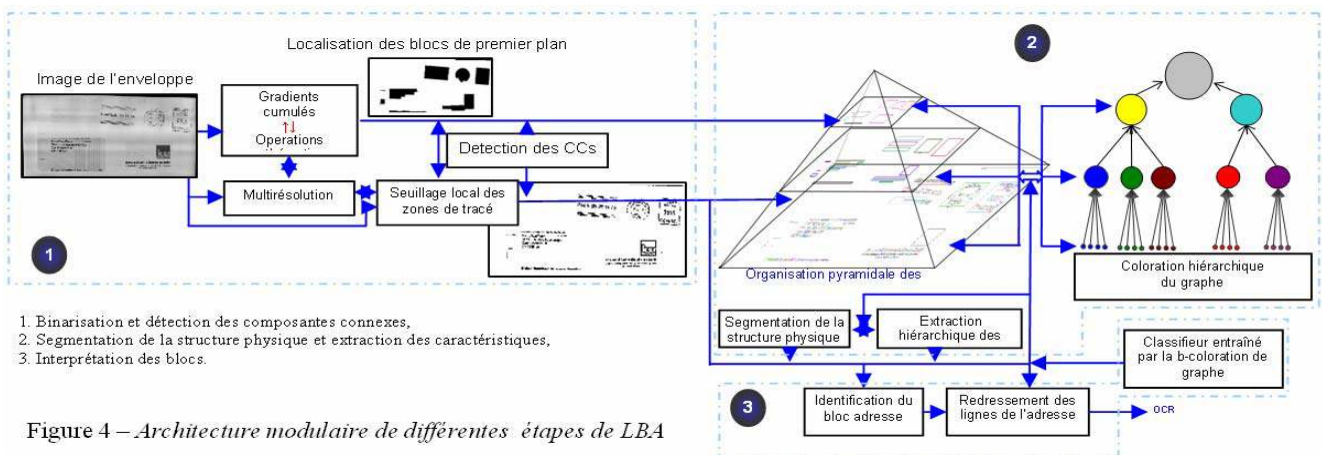 Localisation des blocs de premier plan
Image de l'enveloppe
Gradients
cumulés
Operations
Multirésolution
Detection des CCs
Seuillage local des
zones de tracé
1
2
Organisation pyramidale des
Coloration hiérarchique
du graphe
Segmentation de la
structure physique
Extraction
hiérarchique des
Classifieur entraîné
par la b-coloration de
graphe
3
Identification du
bloc adresse
Redressement des
lignes de l'adresse
OCR
1. Binarisation et détection des composantes connexes,
2. Segmentation de la structure physique et extraction des caractéristiques,
3. Interprétation des blocs.
Figure 4 – Architecture modulaire de différentes étapes de LBA